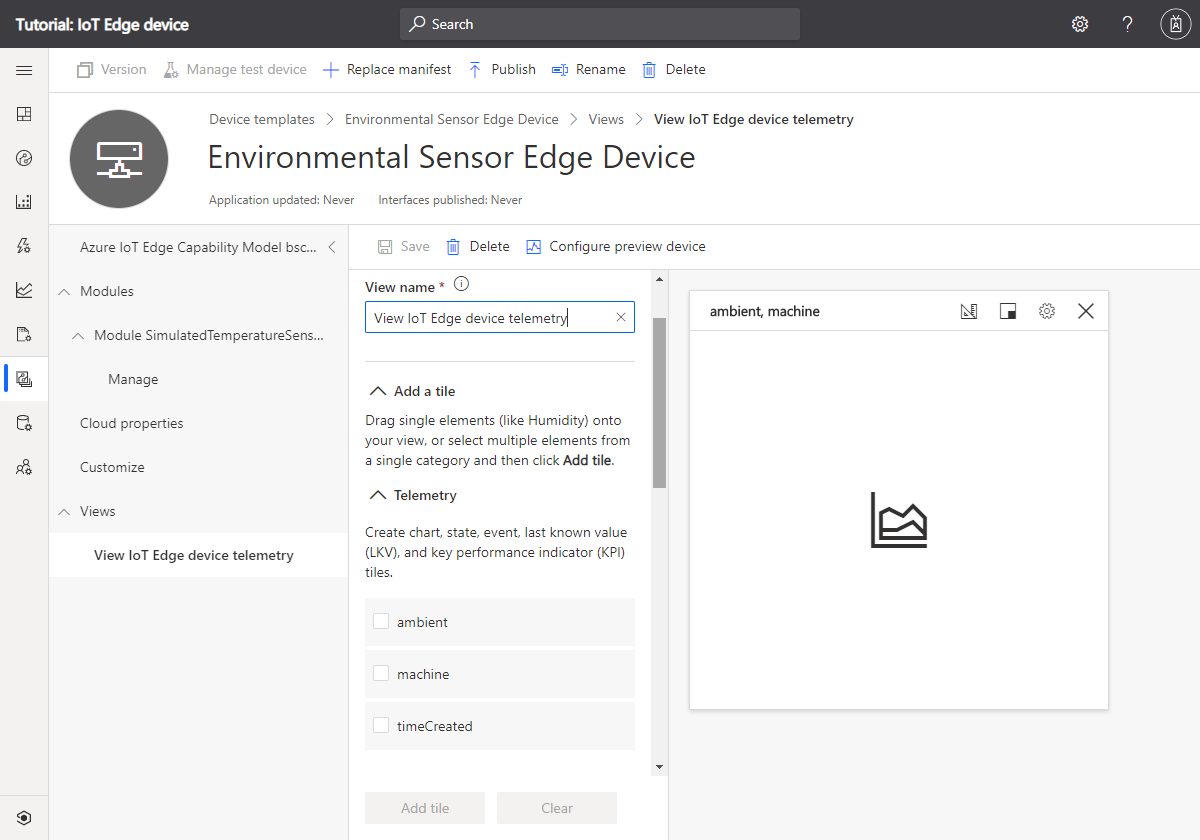 Tutorial: IoT Edge device
Search
Version
Manage test device
Replace manifest
Publish
Rename
Delete
Device templates > Environmental Sensor Edge Device > Views > View IoT Edge device telemetry
Environmental Sensor Edge Device
Application updated: Never
Interfaces published: Never
Azure IoT Edge Capability Model bsc...
Modules
Module SimulatedTemperatureSens...
Manage
Cloud properties
Customize
Views
View IoT Edge device telemetry
Save
Delete
Configure preview device
View name *
View IoT Edge device telemetry
Add a tile
Drag single elements (like Humidity) onto
your view, or select multiple elements from
a single category and then click Add tile.
Telemetry
Create chart, state, event, last known value
(LKV), and key performance indicator (KPI)
tiles.
ambient
machine
timeCreated
Add tile
Clear
ambient, machine